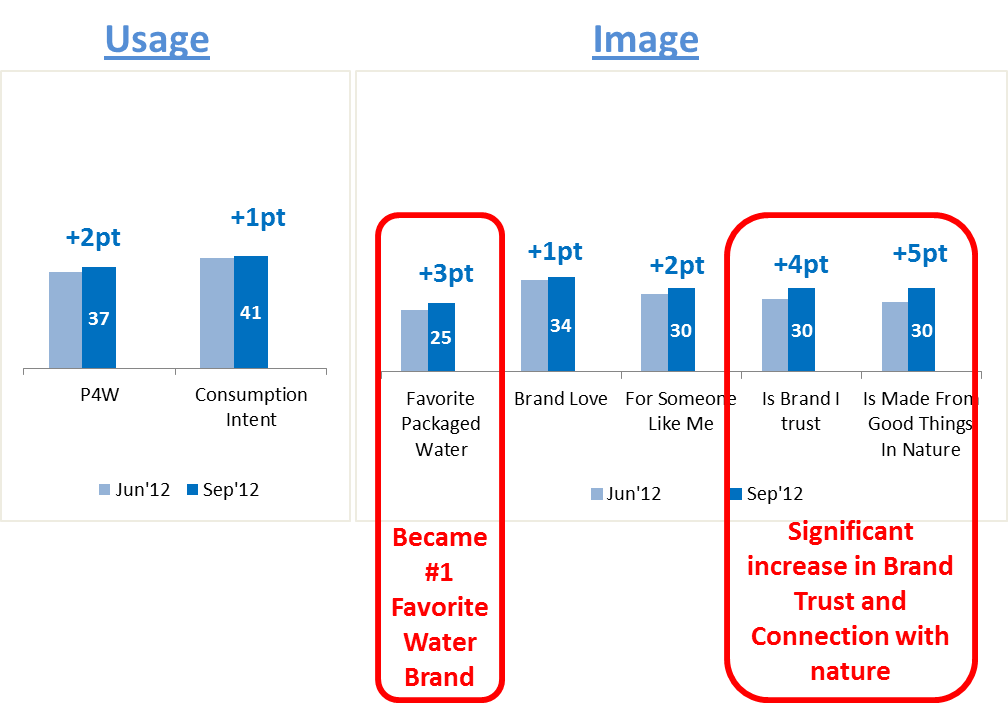 Usage
+2pt
+1pt
37
41
P4W
Consumption
Intent
Jun'12
Sep'12
Image
+3pt
+1pt
+2pt
+4pt
+5pt
25
34
30
30
30
Favorite
Packaged
Water
Brand Love
For Someone
Like Me
Is Brand I
trust
Is Made From
Good Things
In Nature
Jun'12
Sep'12
Became
#1
Favorite
Water
Brand
Significant
increase in Brand
Trust and
Connection with
nature